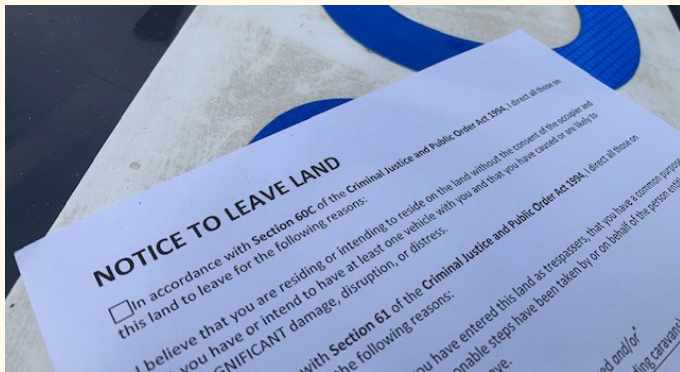 NOTICE TO LEAVE LAND
In accordance with Section 60C of the Criminal Justice and Public Order Act 1994, I direct all those on
this land to leave for the following reasons:
I believe that you are residing or intending to reside on the land without the consent of the occupier and
you have or intend to have at least one vehicle with you and that, you have caused or are likely to
SIGNIFICANT damage, disruption, or distress.
with Section 61 of the Criminal Justice and Public Order Act 1994, I direct all those on
the following reasons:
you have entered this land as trespassers, that you have a common purpose
steps have been taken by or on behalf of the person
and/or
caravan